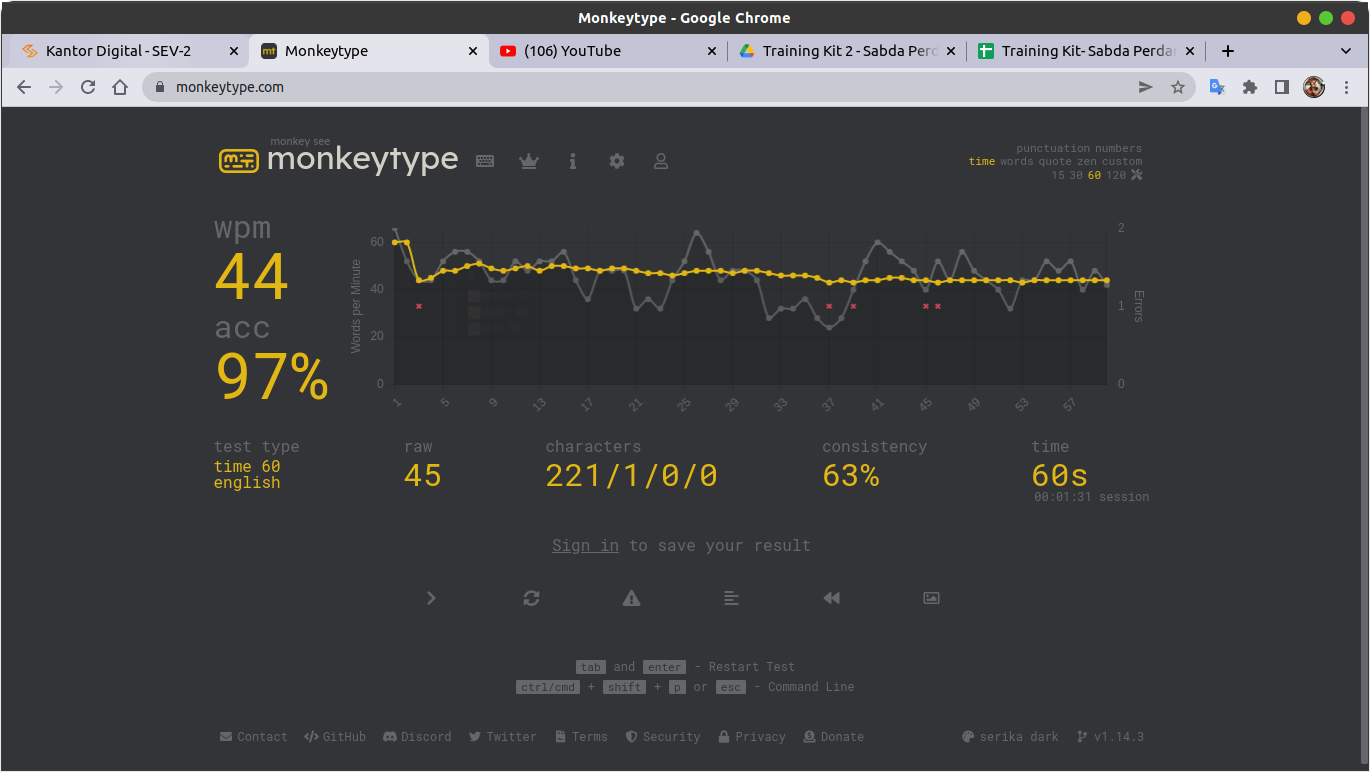 Monkeytype - Google Chrome
Kantor Digital - SEV-2
Monkeytype
(106) YouTube
Training Kit 2 - Sabda Perd
Training Kit- Sabda Perda
monkeytype.com
monkey see
monkeytype
punctuation numbers
time words quote zen custom
15 30 60 120
wpm
44
acc
97%
Words per Minute
60
40
20
0
2
1
0
Errors
1 5 9 13 17 21 25 29 33 37 41 45 49 53 57
test type
time 60
english
raw
45
characters
221/1/0/0
consistency
63%
time
60s
00:01:31 session
Sign in to save your result
tab and enter - Restart Test
ctrl/cmd + shift + p or esc - Command Line
Contact GitHub Discord Twitter Terms Security Privacy Donate serika dark v1.14.3